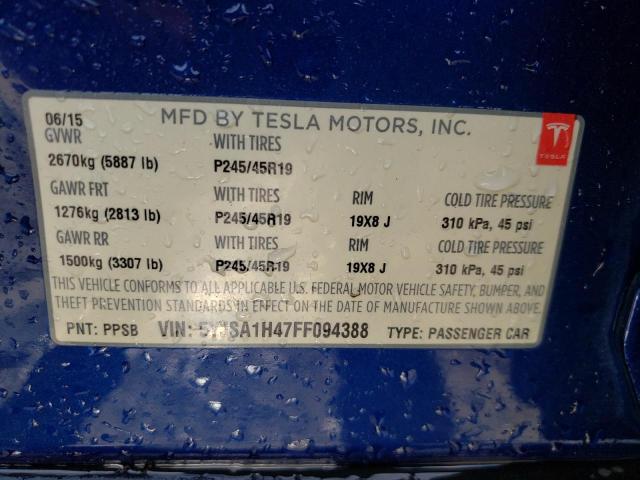 06/15 MFD BY TESLA MOTORS, INC.
TESLA
GVWR WITH TIRES
2670kg (5887 lb) P245/45R19
GAWR FRT WITH TIRES RIM COLD TIRE PRESSURE
1276kg (2813 lb) P245/45R19 19X8 J 310 kPa, 45 psi
GAWR RR WITH TIRES RIM COLD TIRE PRESSURE
1500kg (3307 lb) P245/45R19 19X8 J 310 kPa, 45 psi
THIS VEHICLE CONFORMS TO ALL APPLICABLE U.S. FEDERAL MOTOR VEHICLE SAFETY, BUMPER, AND
THEFT PREVENTION STANDARDS IN EFFECT ON THE DATE OF MANUFACTURE SHOWN ABOVE.
PNT: PPSB VIN: 5YJSA1H47FF094388 TYPE: PASSENGER CAR